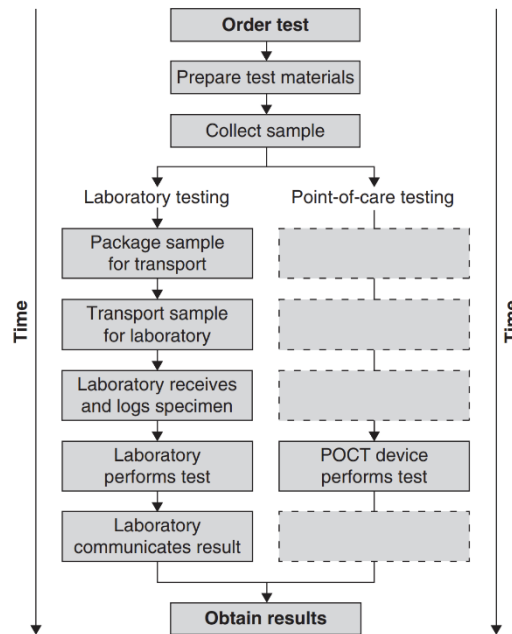 Order test
Prepare test materials
Collect sample
Laboratory testing
Point-of-care testing
Package sample
for transport
Transport sample
for laboratory
Laboratory receives
and logs specimen
Laboratory
performs test
POCT device
performs test
Laboratory
communicates result
Obtain results
Time
Time